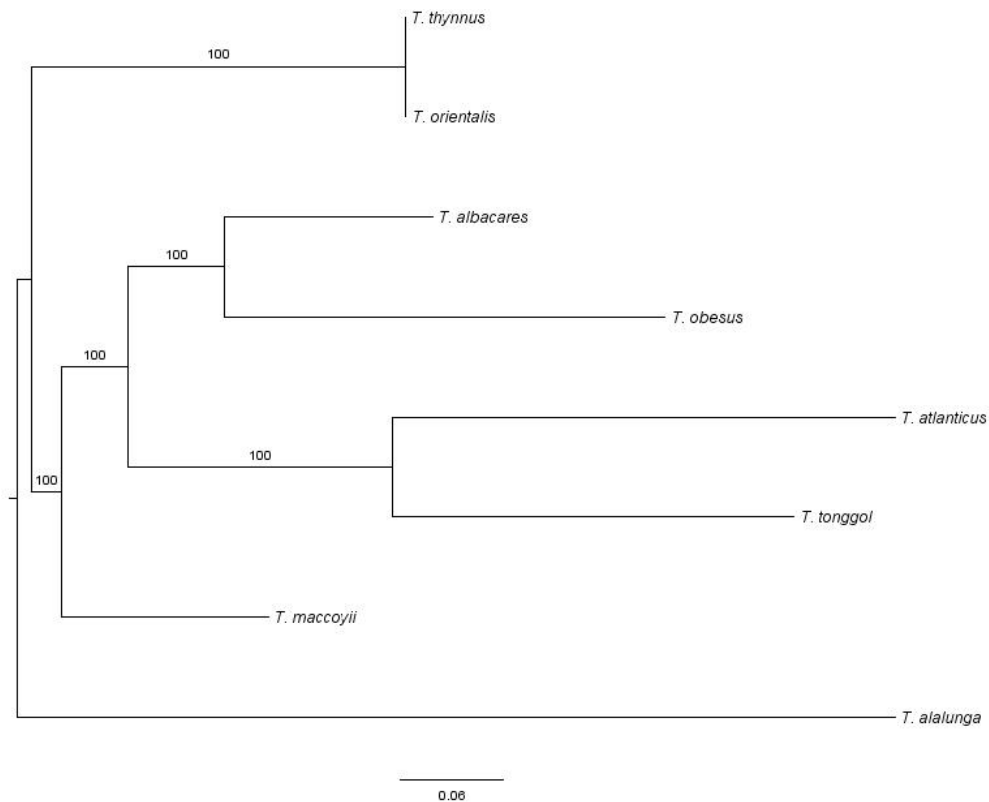 T. thynnus
100
T. orientalis
T. albacares
100
T. obesus
100
T. atlanticus
100
100
T. tonggol
T. maccoyii
T. alalunga
0.06